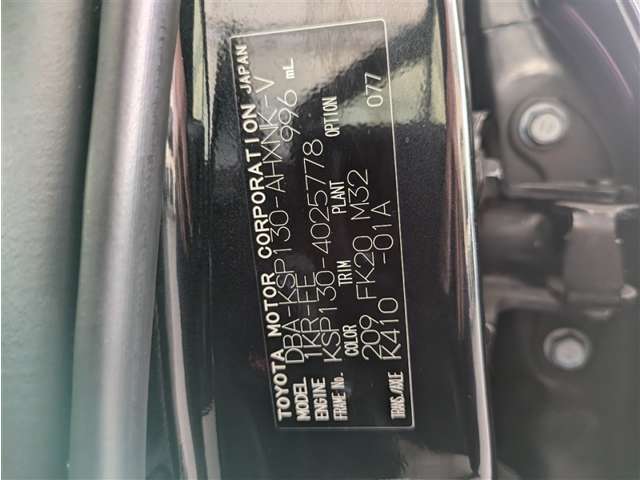 TOYOTA MOTOR CORPORATION JAPAN
MODEL DBA-KSP130-AHXNK-V
ENGINE 1KR-FE 996 mL
FRAME No. KSP130-4025778
COLOR TRIM PLANT OPTION
209 FK20 M32 077
TRANS/AXLE K410 -01A